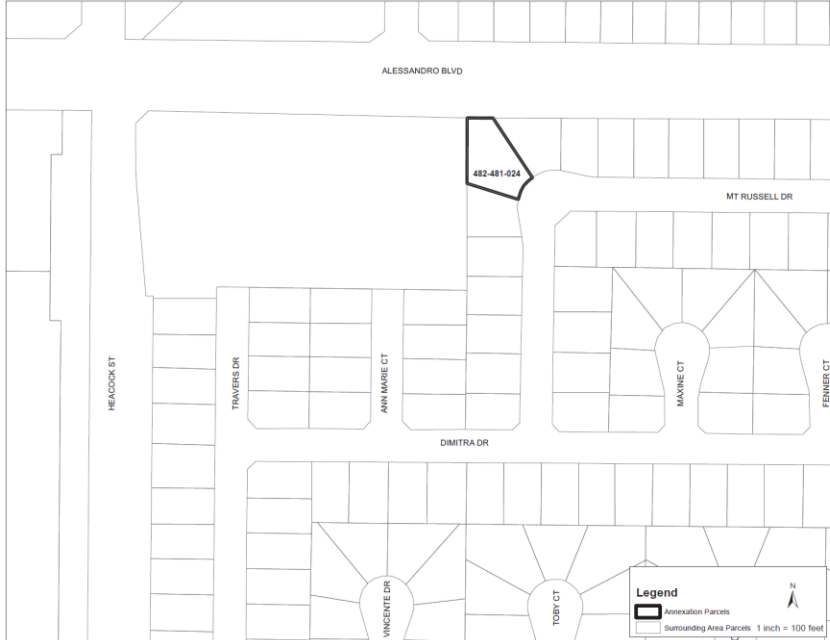 ALESSANDRO BLVD
482-481-024
MT RUSSELL DR
HEACOCK ST
TRAVERS DR
ANN MARIE CT
MAXINE CT
FENNER CT
DIMITRA DR
VINCENTE DR
TOBY CT
Legend
N
Annexation Parcels
Surrounding Area Parcels 1 inch = 100 feet